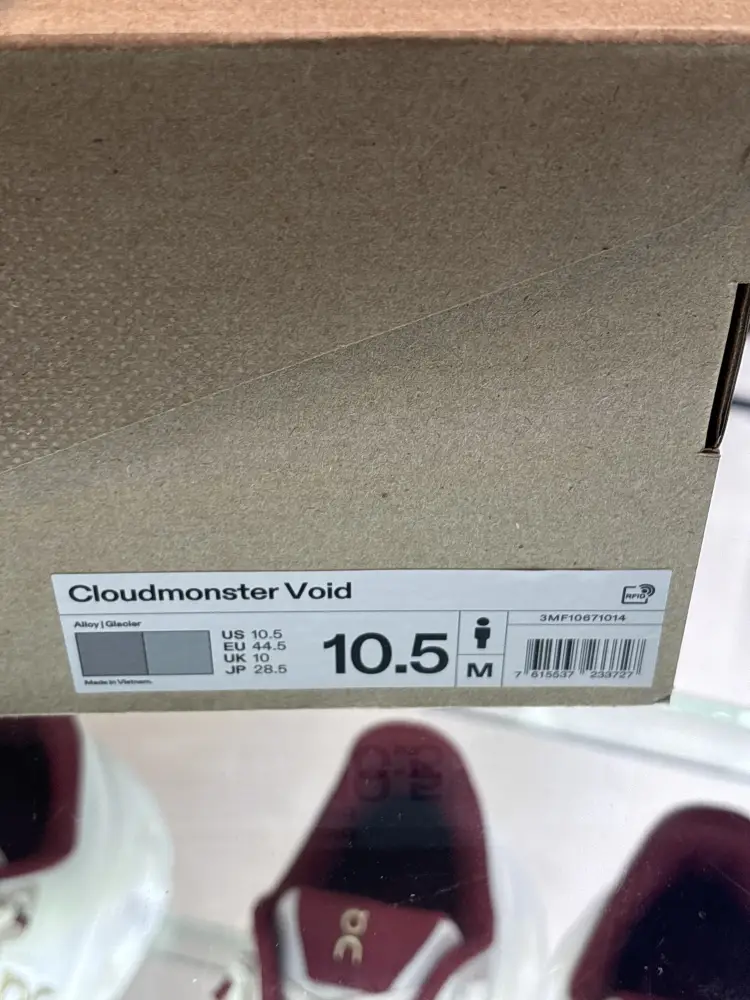 Cloudmonster Void
RFID
Alloy | Glacier
US 10.5
EU 44.5
UK 10
JP 28.5
Made in Vietnam.
10.5
M
3MF10671014
7 615537 233727